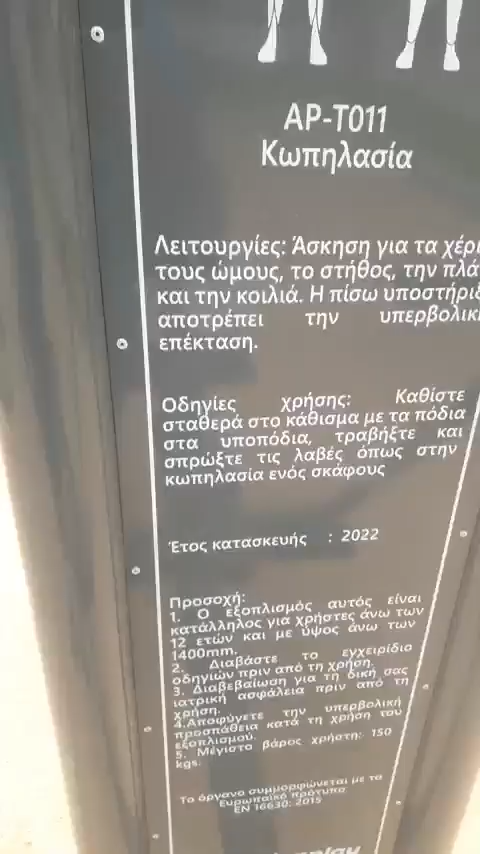 AP-T011
Κωπηλασία
Λειτουργίες: Άσκηση για τα χέρι
τους ώμους, το στήθος, την πλά
και την κοιλιά. Η πίσω υποστήριξ
αποτρέπει την υπερβολικ
επέκταση.
Οδηγίες χρήσης: Καθίστε
σταθερά στο κάθισμα με τα πόδια
στα υποπόδια, τραβήξτε και
σπρώξτε τις λαβές όπως στην
κωπηλασία ενός σκάφους
Έτος κατασκευής : 2022
Προσοχή:
1. Ο εξοπλισμός αυτός είναι
κατάλληλος για χρήστες άνω των
12 ετών και με ύψος άνω των
1400mm.
2. Διαβάστε το εγχειρίδιο
οδηγιών πριν από τη χρήση.
3. Διαβεβαίωση για τη δική σας
ιατρική ασφάλεια πριν από τη
χρήση.
4.Αποφύγετε την υπερβολική
προσπάθεια κατά τη χρήση του
εξοπλισμού.
5. Μέγιστο βάρος χρήστη: 150
kgs.
Το όργανο συμμορφώνεται με το
Ευρωπαϊκό πρότυπο
EN 16630: 2015